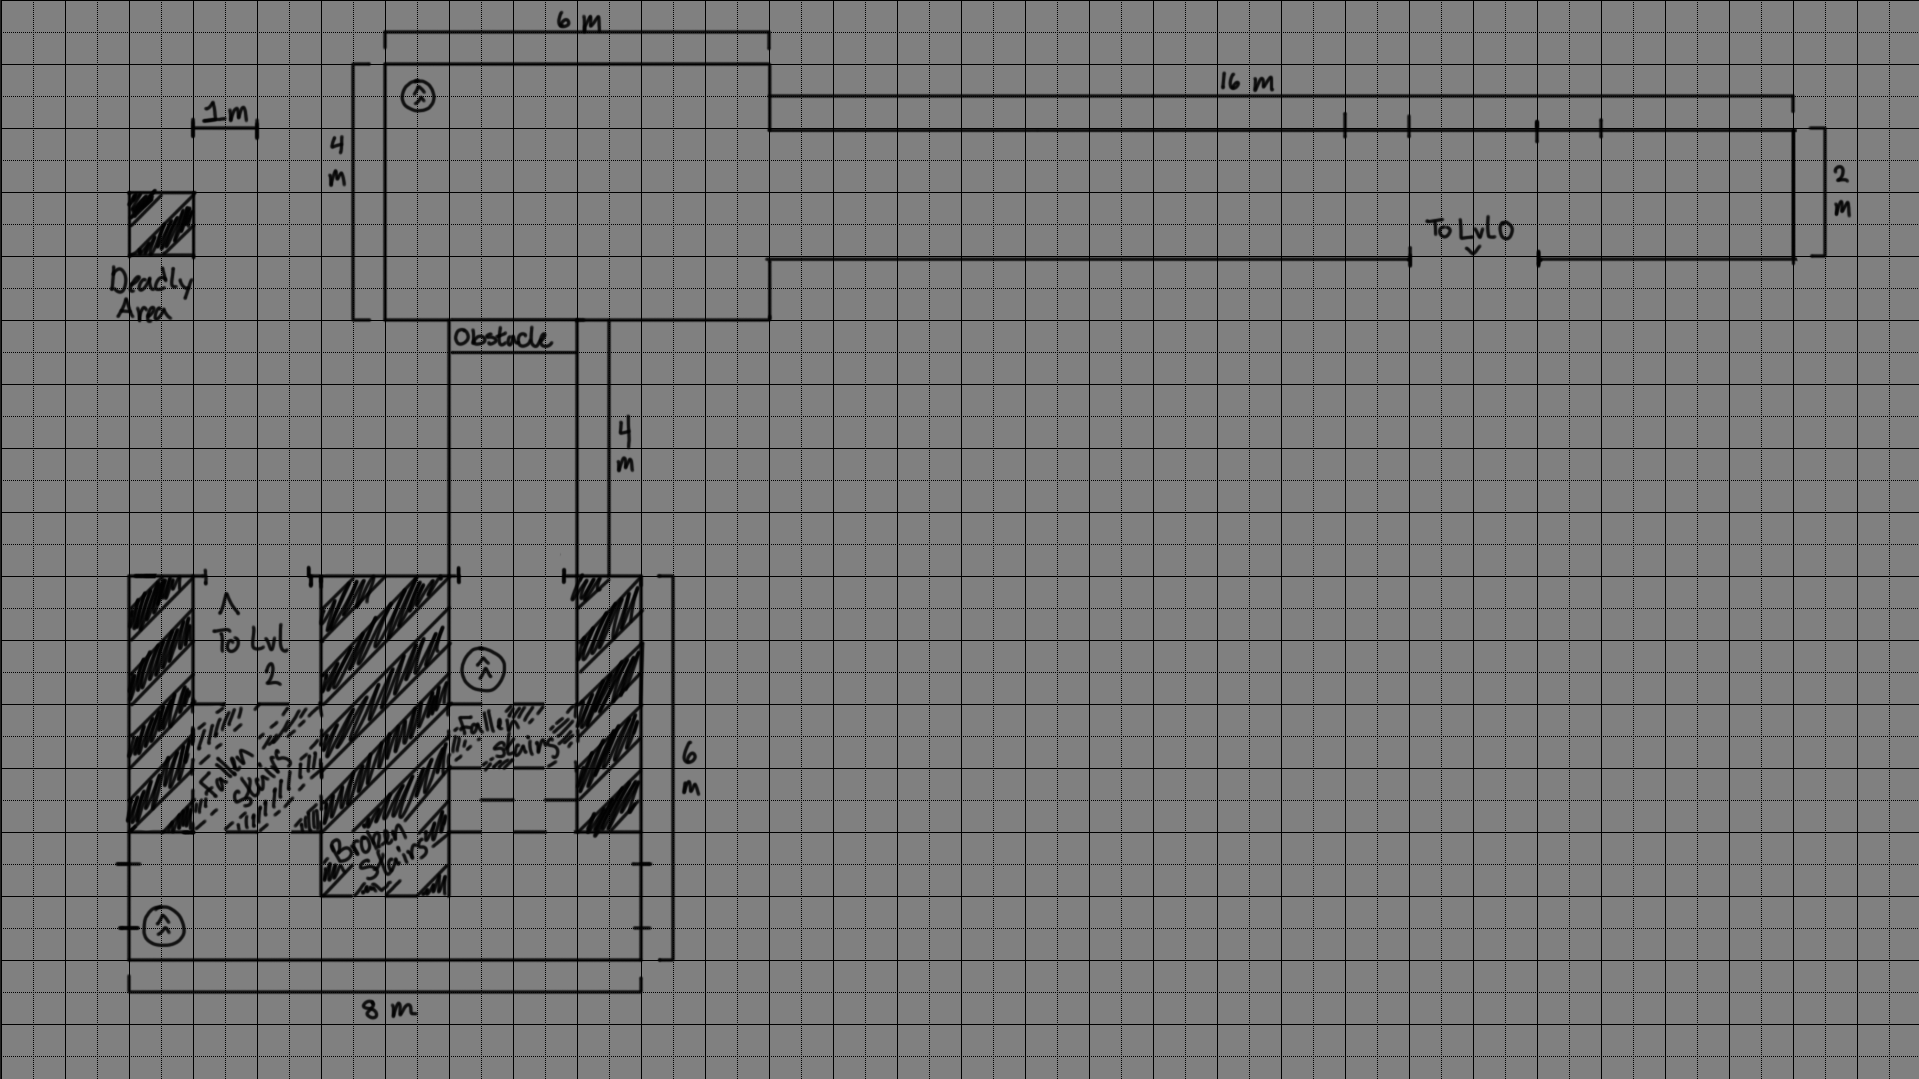 6 m
16 m
1 m
4
m
2
m
To Lvl 0
Deadly
Area
Obstacle
4
m
To Lvl
2
Fallen
stairs
Fallen
stairs
6
m
Broken
Stairs
8 m